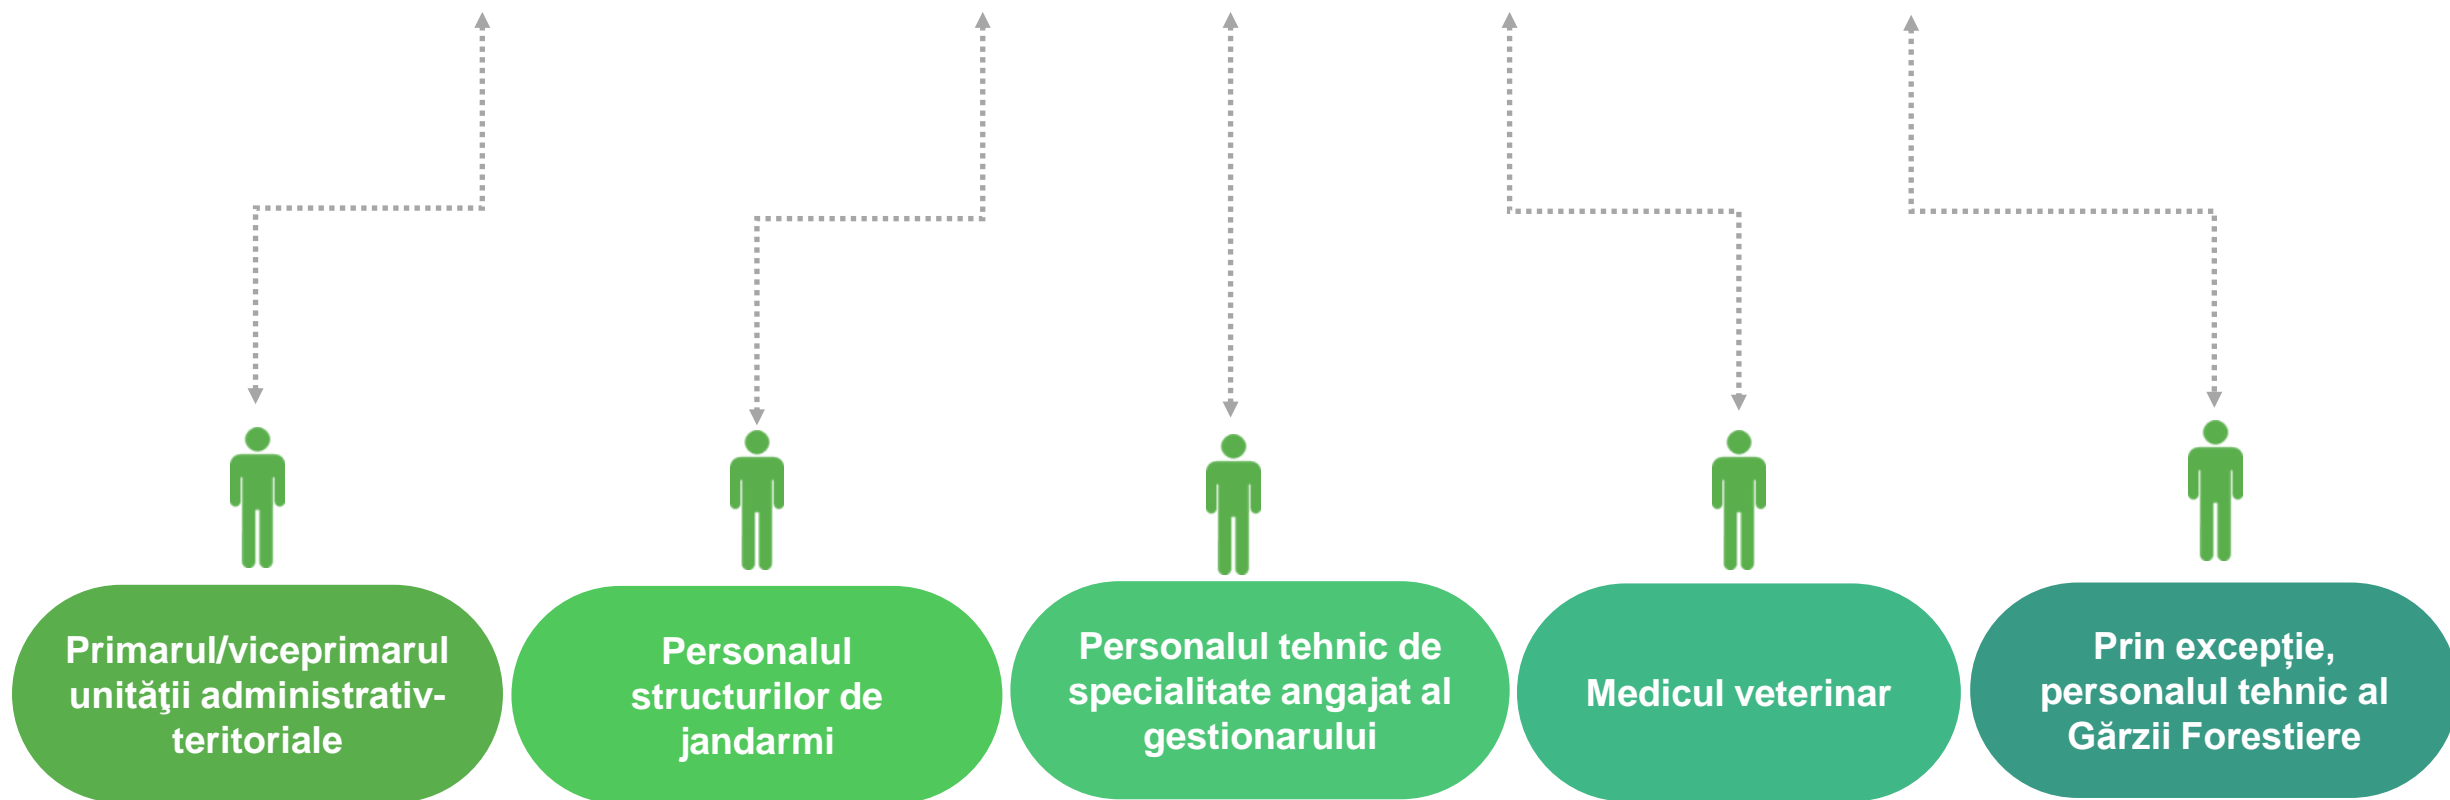 Primarul/viceprimarul
unităţii administrativ-
teritoriale
Personalul
structurilor de
jandarmi
Personalul tehnic de
specialitate angajat al
gestionarului
Medicul veterinar
Prin excepție,
personalul tehnic al
Gărzii Forestiere